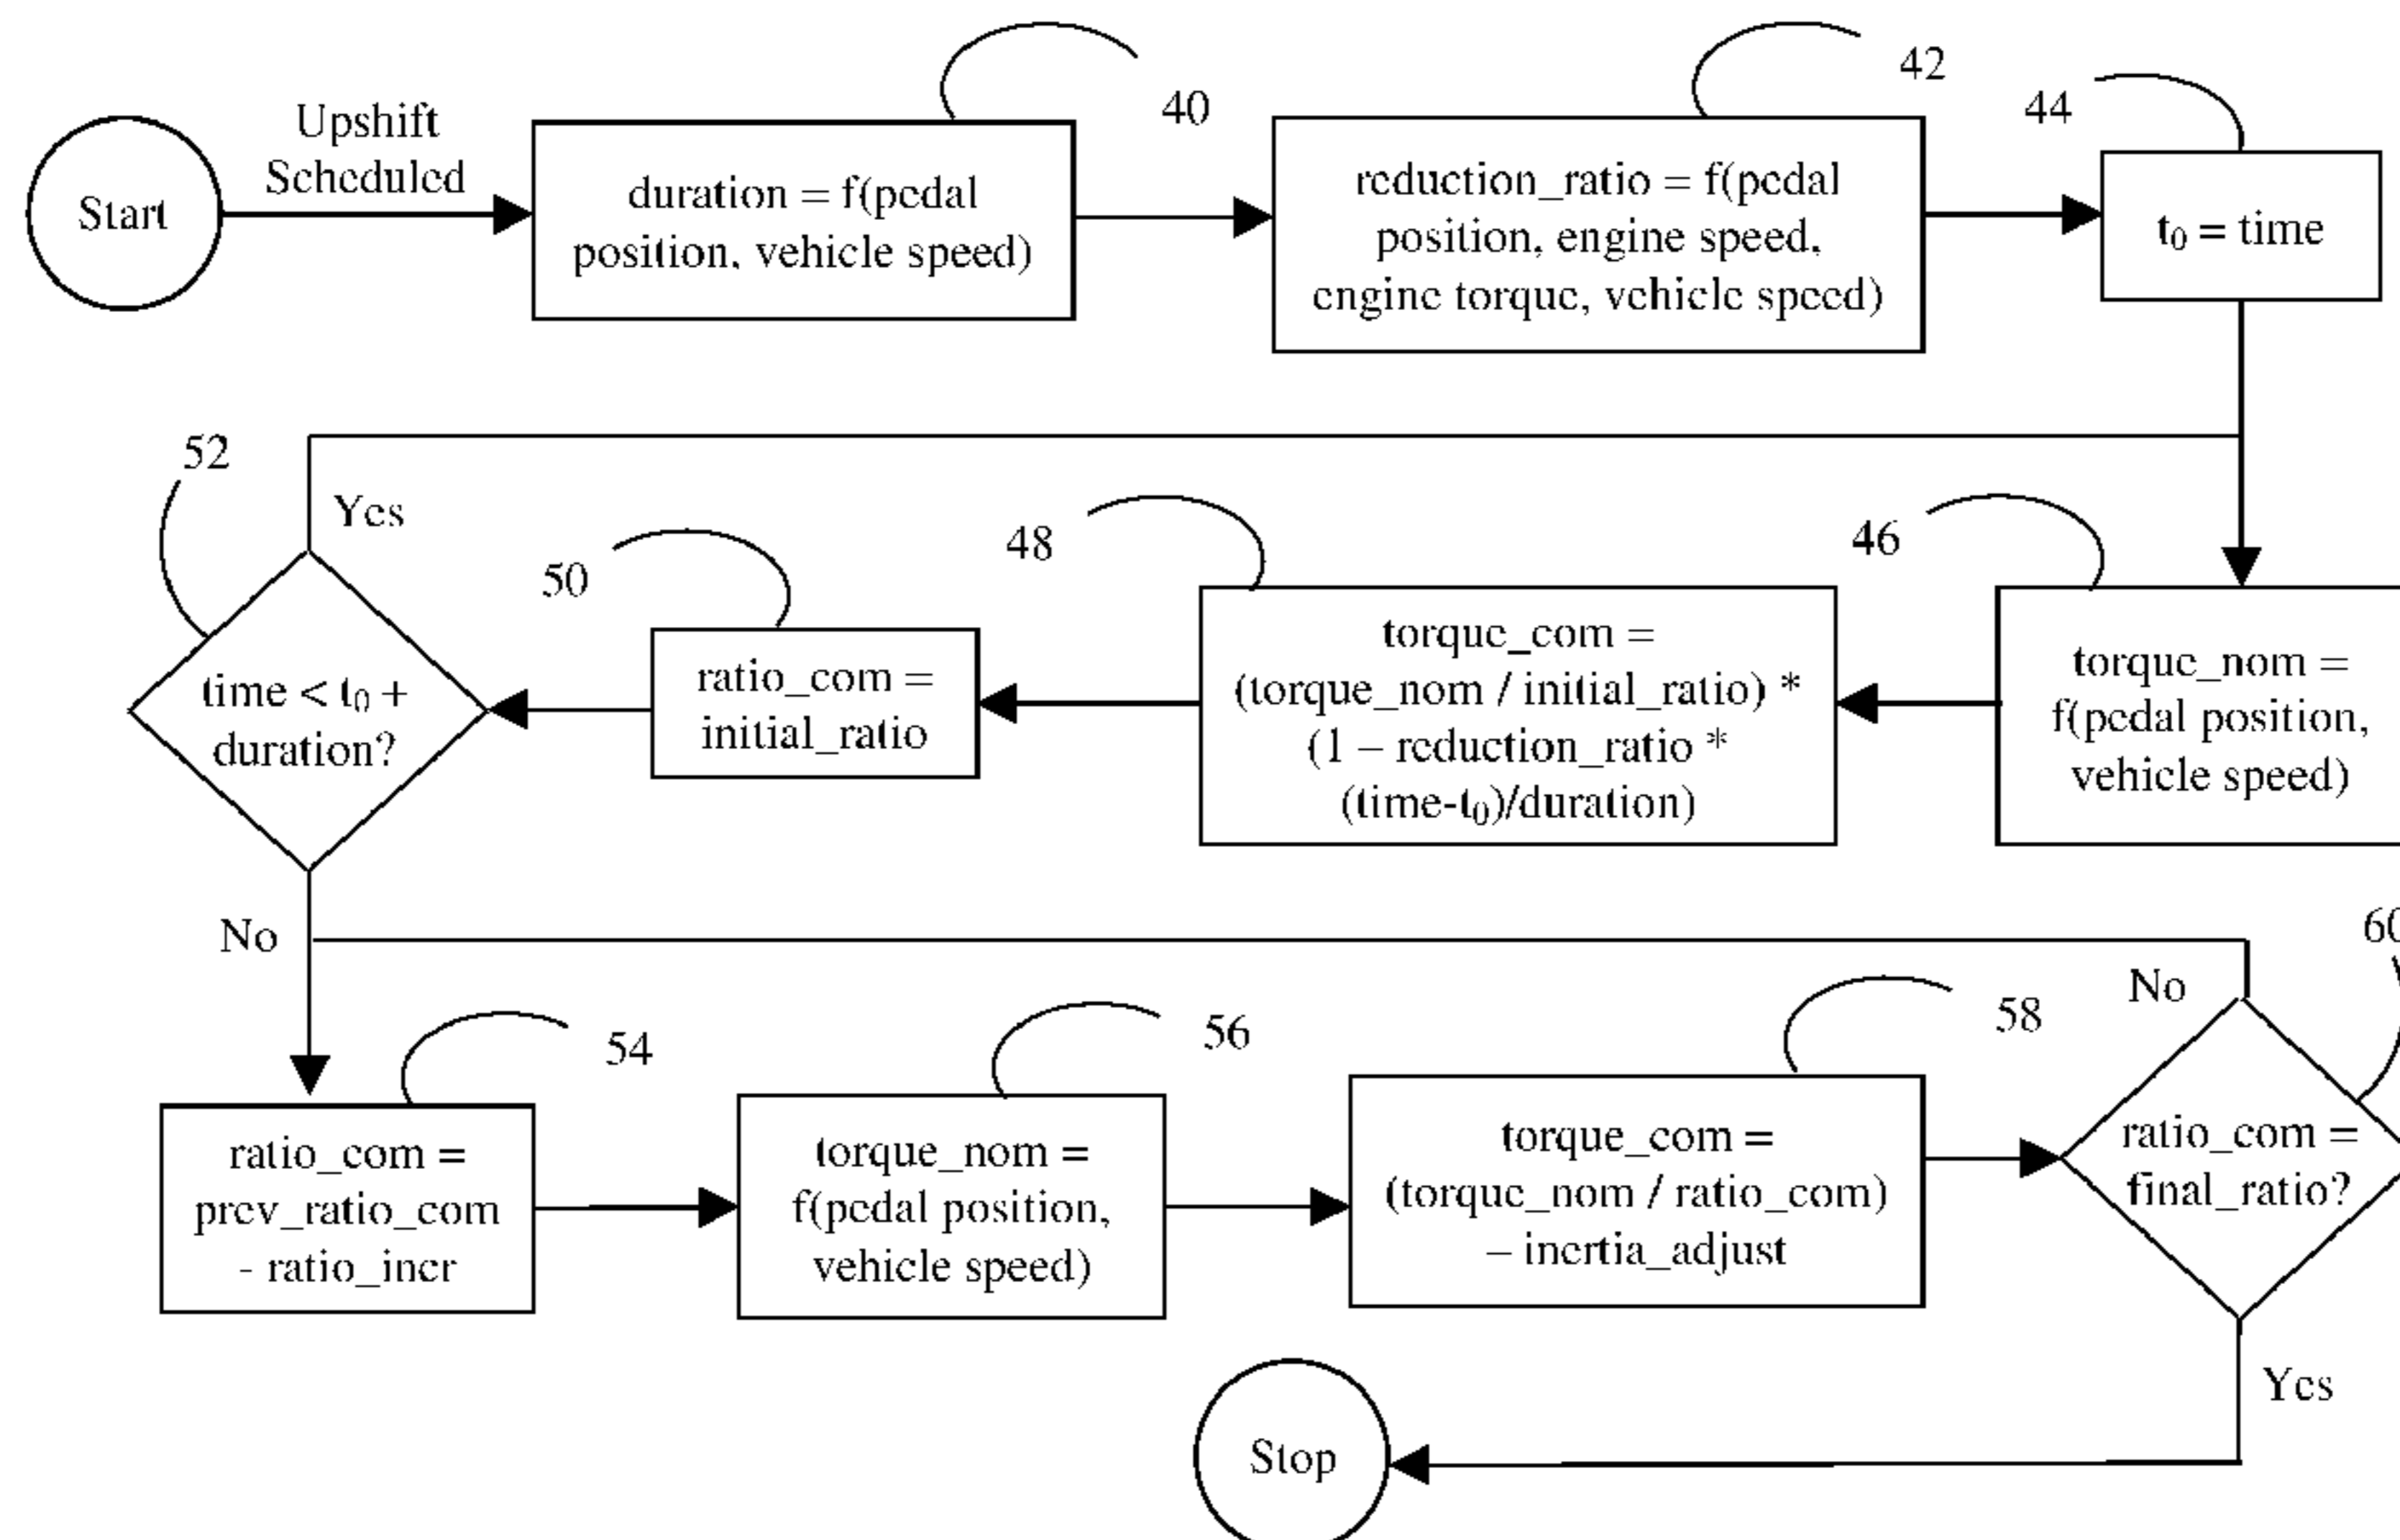 Start
Upshift
Scheduled
40
duration = f(pedal
position, vehicle speed)
42
reduction_ratio = f(pedal
position, engine speed,
engine torque, vehicle speed)
44
t₀ = time
52
Yes
time < t₀ +
duration?
50
ratio_com =
initial_ratio
48
torque_com =
(torque_nom / initial_ratio) *
(1 – reduction_ratio *
(time-t₀)/duration)
46
torque_nom =
f(pedal position,
vehicle speed)
No
54
ratio_com =
prev_ratio_com
- ratio_incr
56
torque_nom =
f(pedal position,
vehicle speed)
58
torque_com =
(torque_nom / ratio_com)
– inertia_adjust
60
No
ratio_com =
final_ratio?
Yes
Stop